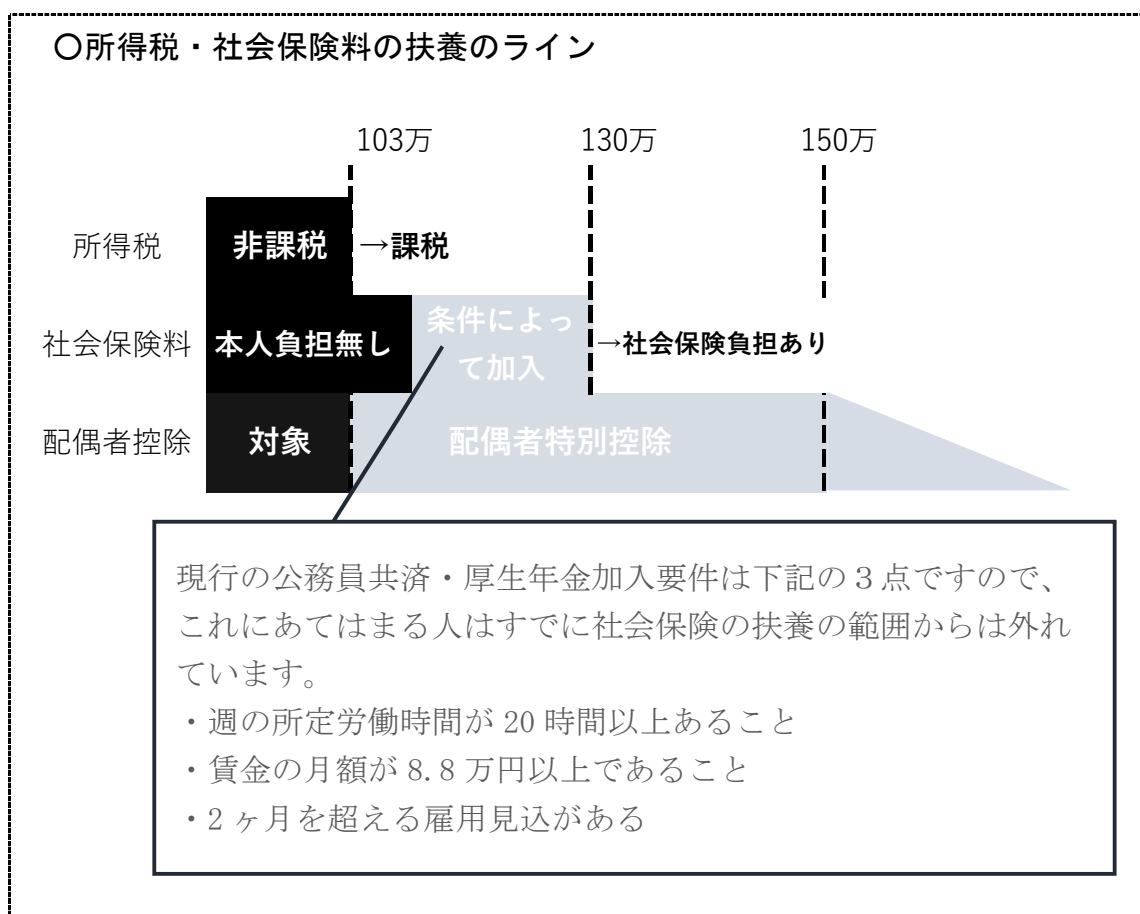 〇所得税・社会保険料の扶養のライン
103万 130万 150万
所得税 非課税 →課税
社会保険料 本人負担無し 条件によっ
て加入 →社会保険負担あり
配偶者控除 対象 配偶者特別控除
現行の公務員共済・厚生年金加入要件は下記の３点ですので、
これにあてはまる人はすでに社会保険の扶養の範囲からは外れ
ています。
・週の所定労働時間が 20 時間以上あること
・賃金の月額が 8.8 万円以上であること
・2 ヶ月を超える雇用見込がある